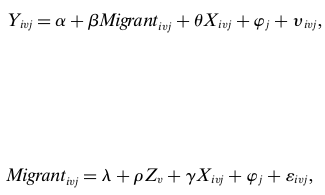 Y_{ivj} = α + βMigrant_{ivj} + θX_{ivj} + φ_j + υ_{ivj},
Migrant_{ivj} = λ + ρZ_v + γX_{ivj} + φ_j + ε_{ivj},